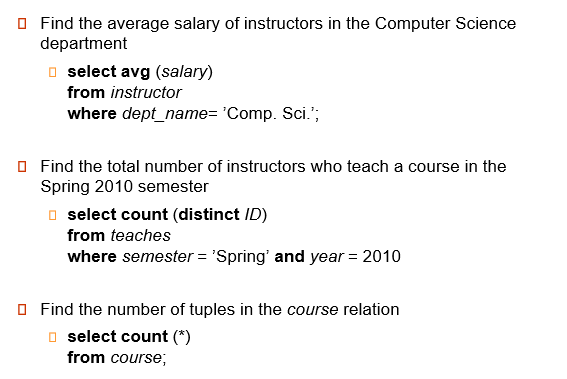 Find the average salary of instructors in the Computer Science
department
select avg (salary)
from instructor
where dept_name= ’Comp. Sci.’;
Find the total number of instructors who teach a course in the
Spring 2010 semester
select count (distinct ID)
from teaches
where semester = ’Spring’ and year = 2010
Find the number of tuples in the course relation
select count (*)
from course;